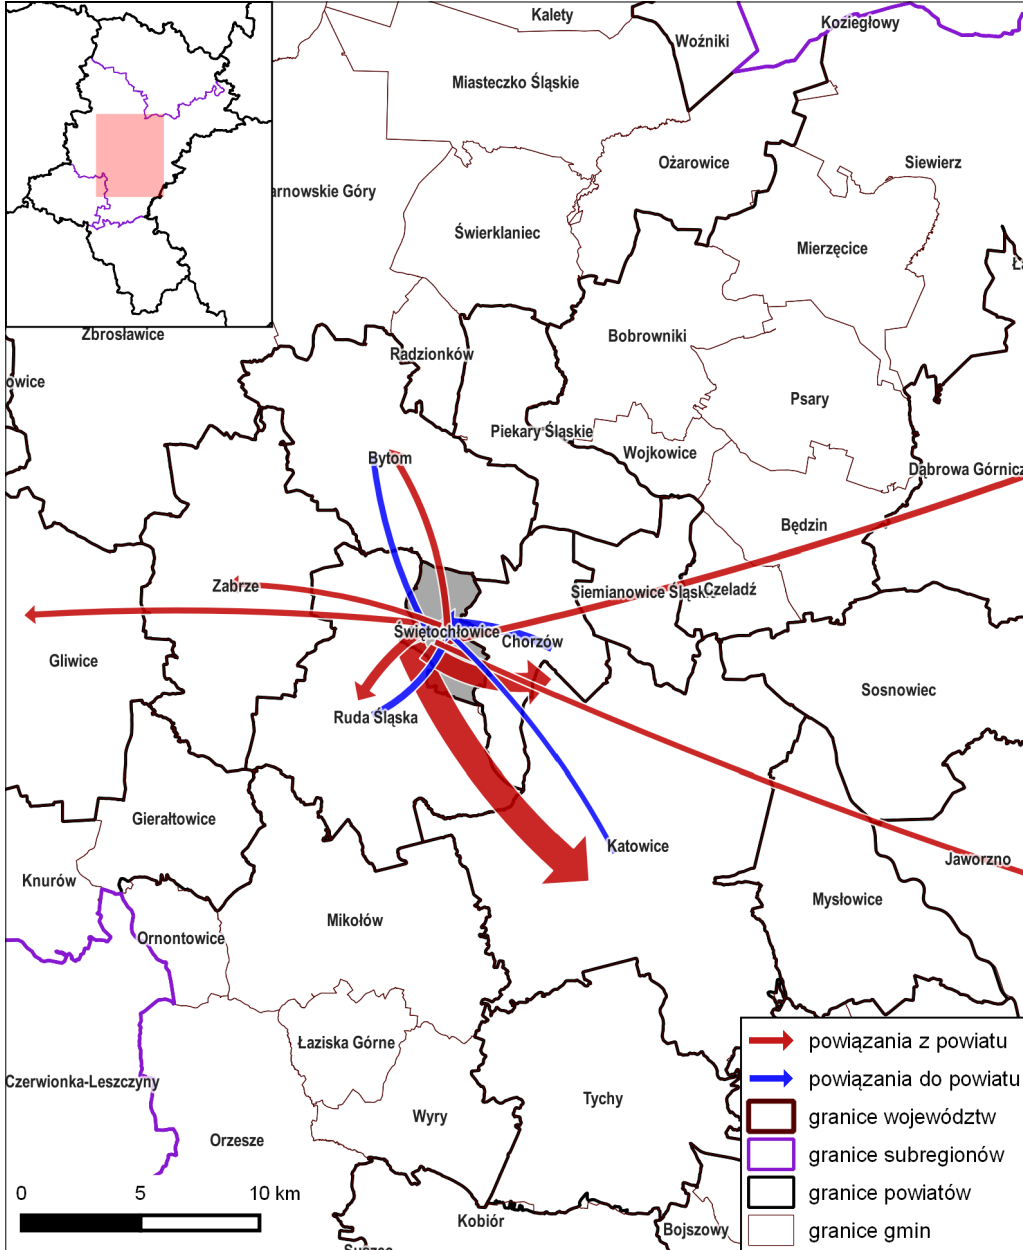 Kalety
Koziegłowy
Woźniki
Miasteczko Śląskie
Ożarowice
Siewierz
arnowskie Góry
Świerklaniec
Mierzęcice
Zbrosławice
Bobrowniki
Radzionków
owice
Psary
Piekary Śląskie
Wojkowice
Bytom
Dąbrowa Górnicz
Będzin
Zabrze
Siemianowice Śląsk
Czeladź
Świętochłowice
Chorzów
Gliwice
Sosnowiec
Ruda Śląska
Gierałtowice
Katowice
Jaworzno
Knurów
Mysłowice
Mikołów
Ornontowice
Łaziska Górne
Czerwionka-Leszczyny
Tychy
Wyry
Orzesze
Kobiór
Bojszowy
powiązania z powiatu
powiązania do powiatu
granice województw
granice subregionów
granice powiatów
granice gmin
0 5 10 km